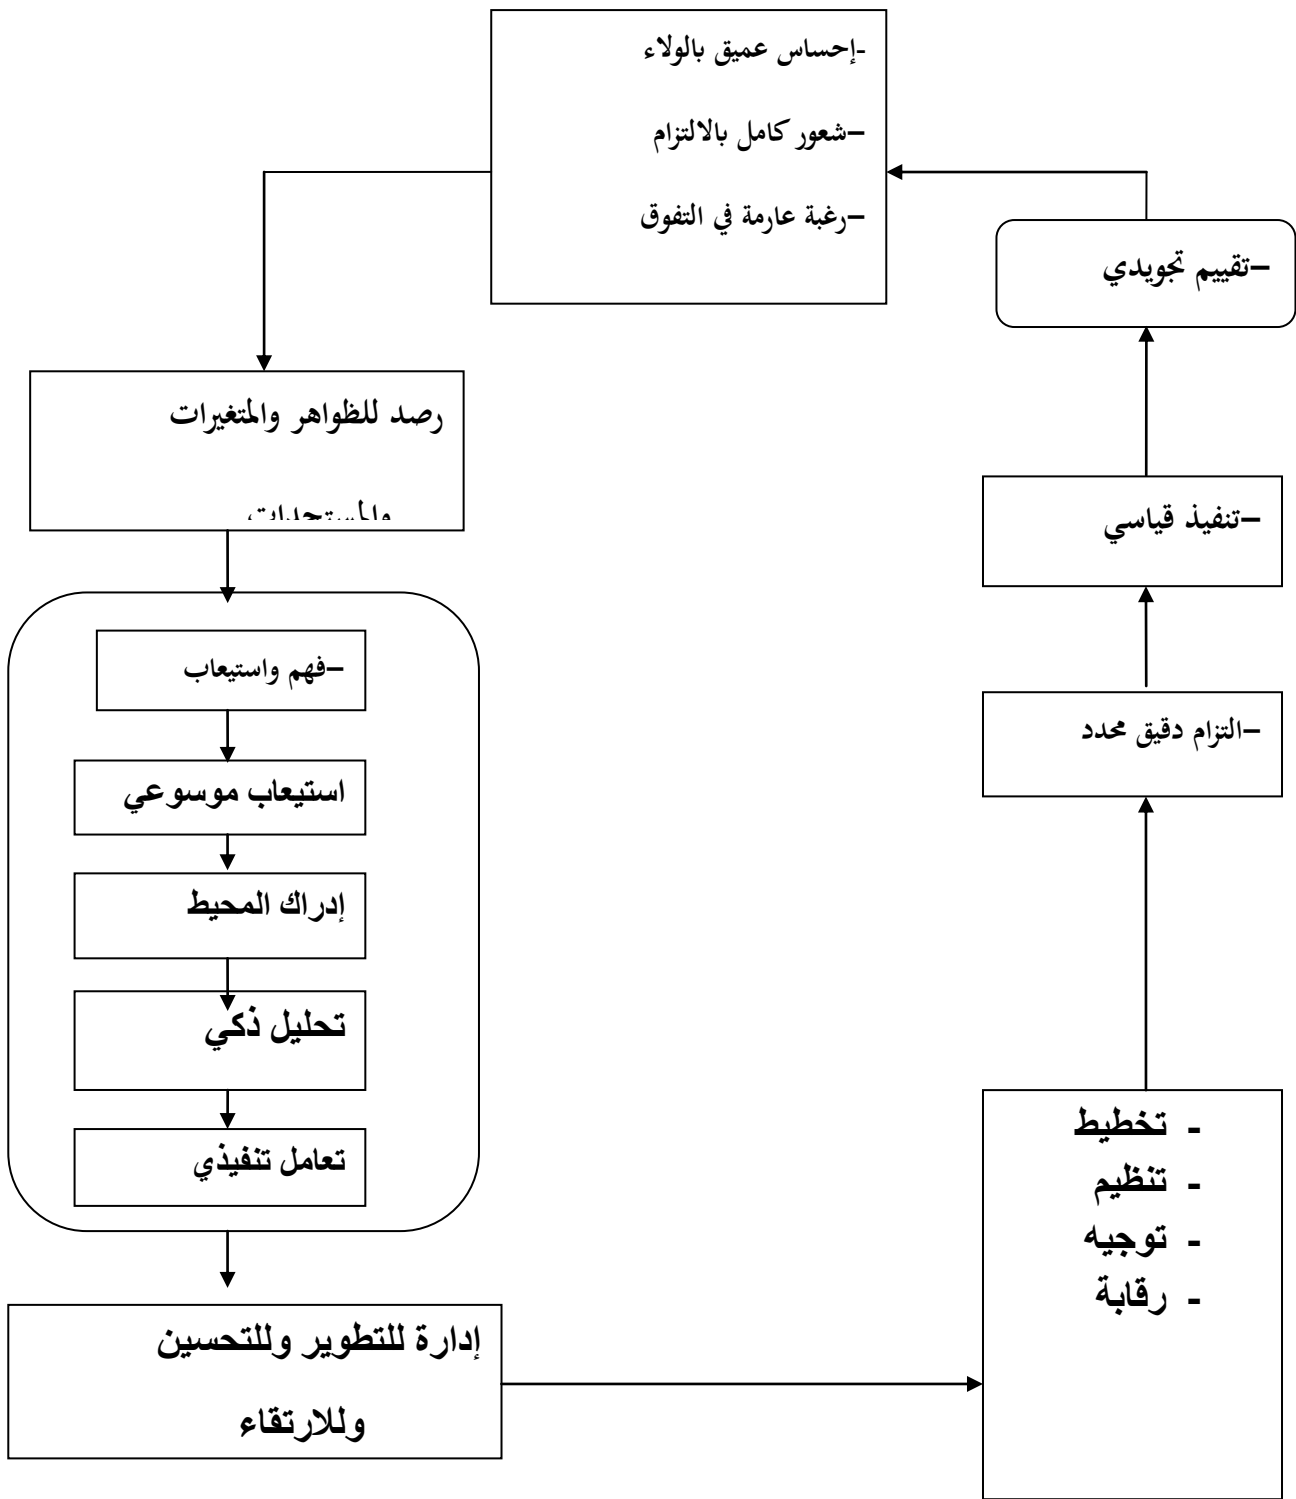 -إحساس عميق بالولاء
–شعور كامل بالالتزام
–رغبة عارمة في التفوق
–تقييم تجويدي
رصد للظواهر والمتغيرات
والمستجدات
–تنفيذ قياسي
–فهم واستيعاب
–التزام دقيق محدد
استيعاب موسوعي
إدراك المحيط
تحليل ذكي
تعامل تنفيذي
- تخطيط
- تنظيم
- توجيه
- رقابة
إدارة للتطوير وللتحسين
وللارتقاء